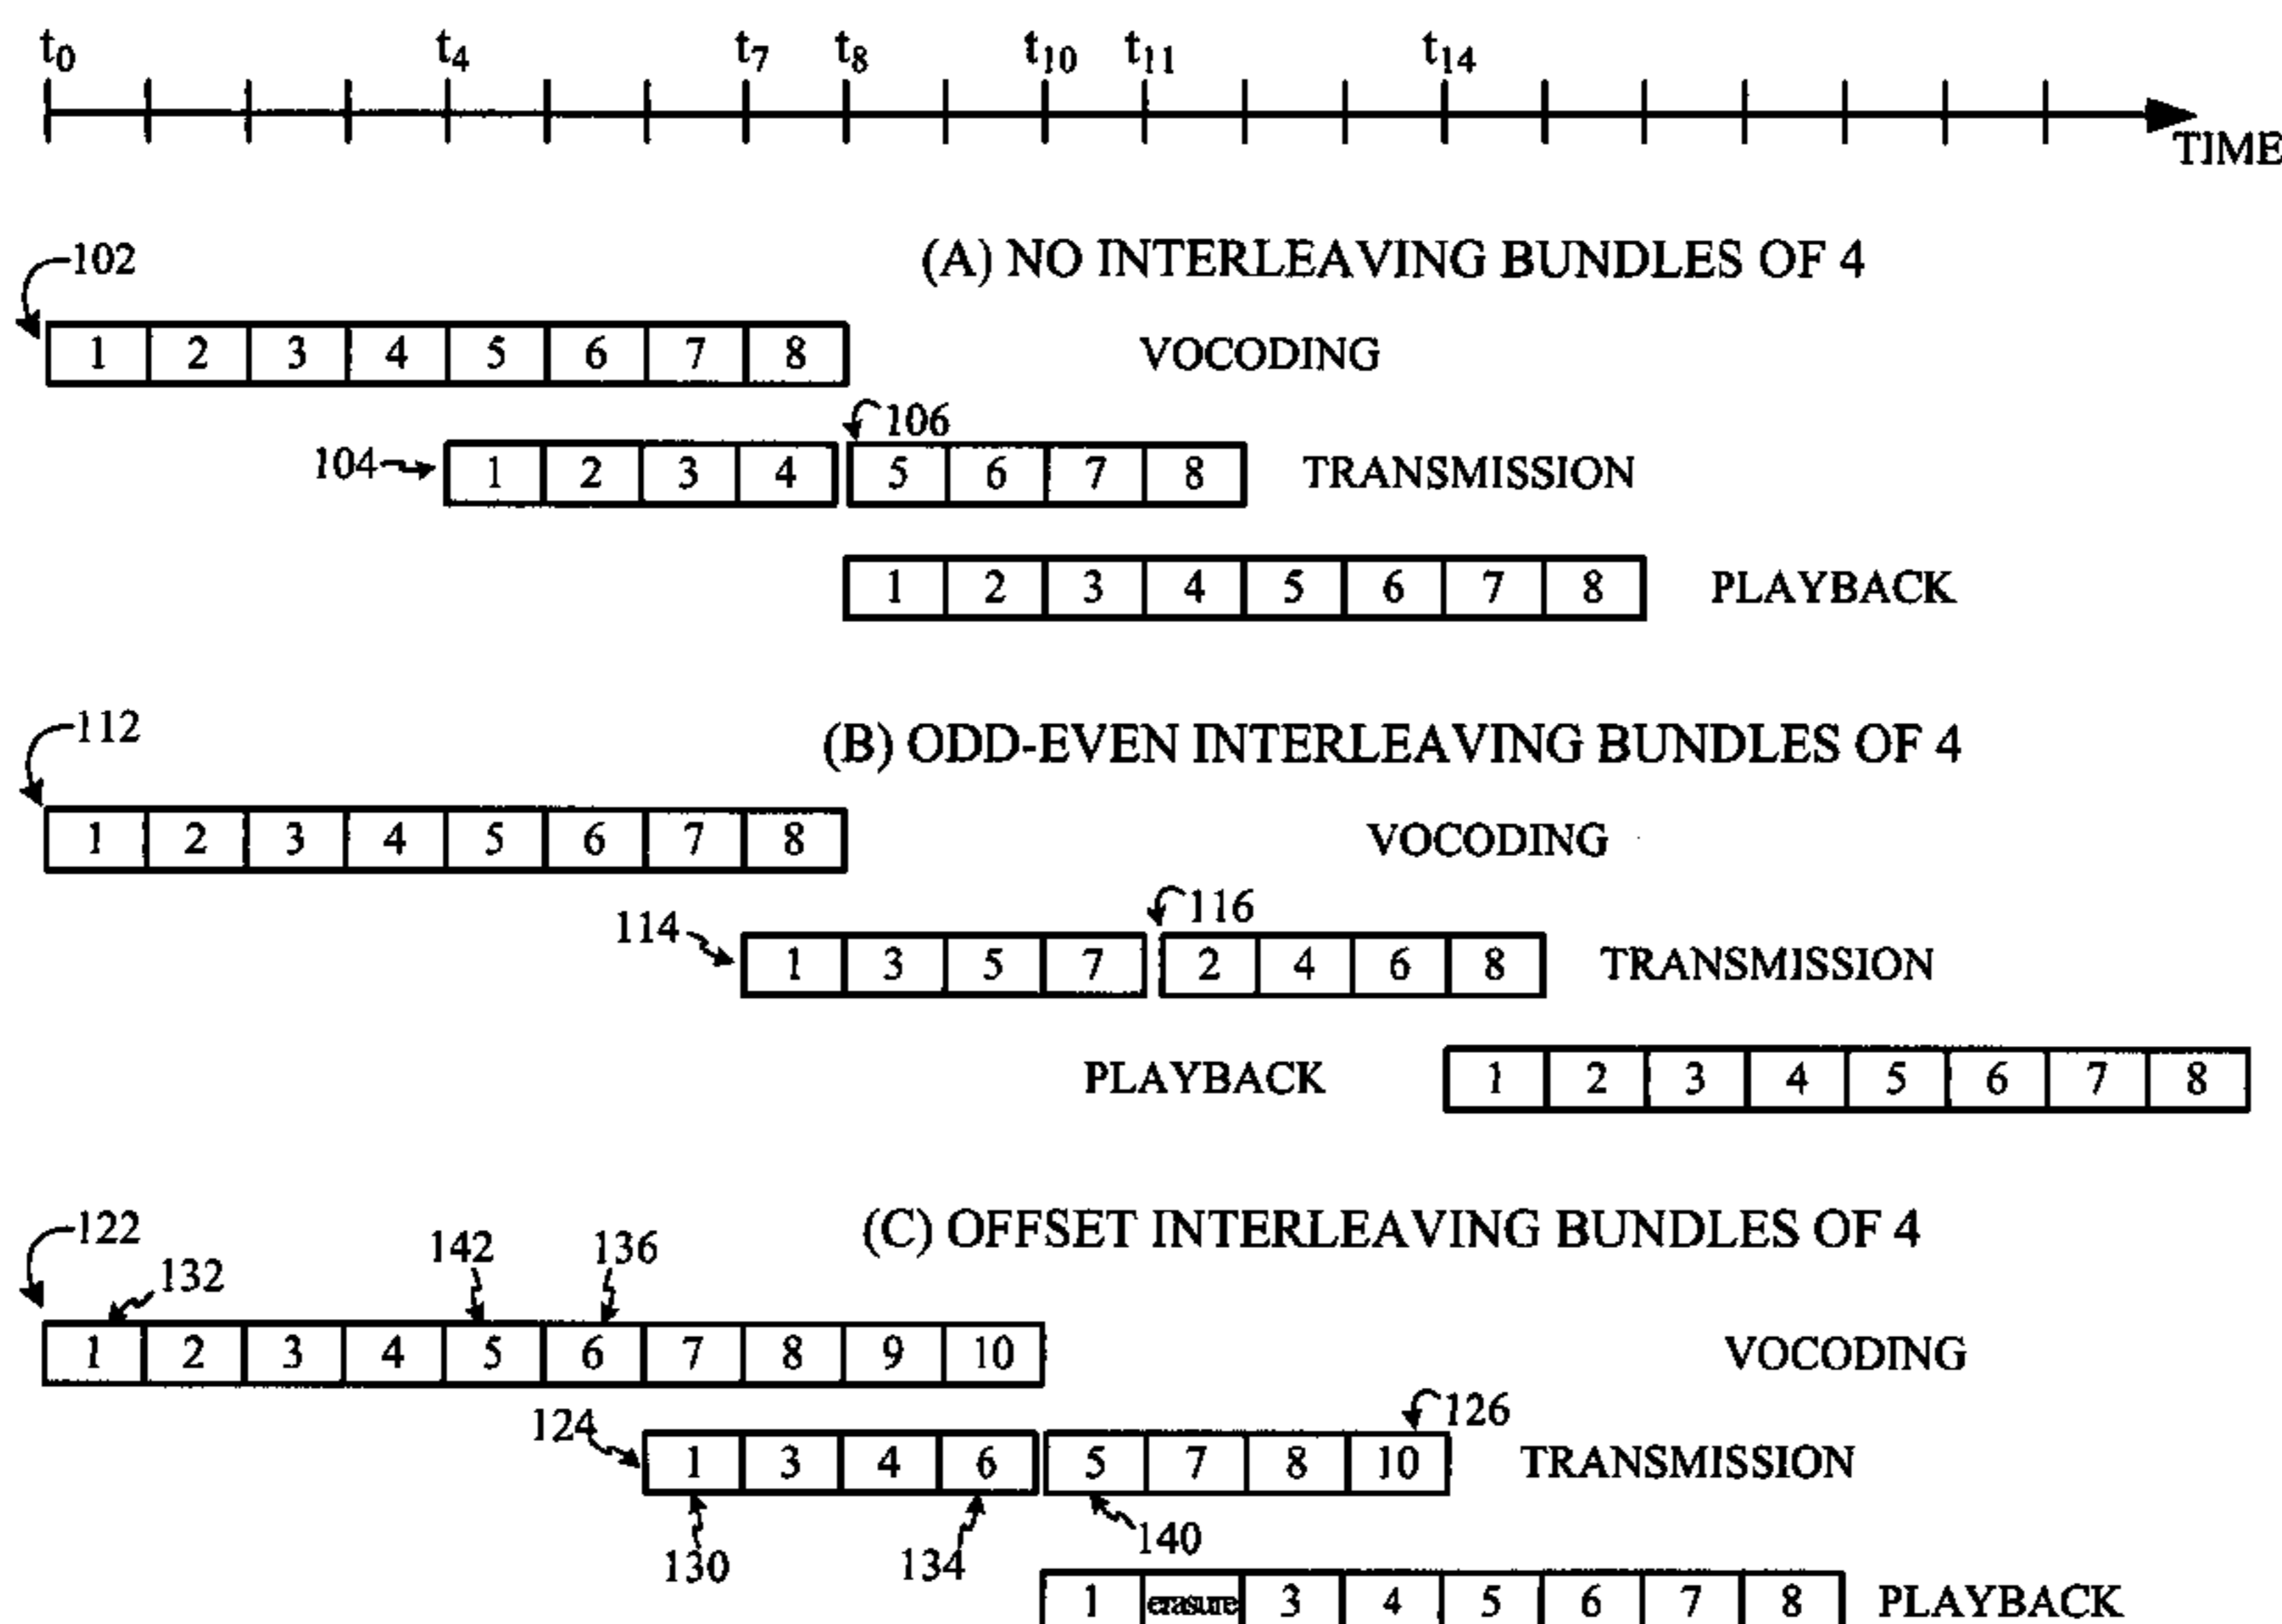 t0 t4 t7 t8 t10 t11 t14
TIME
(A) NO INTERLEAVING BUNDLES OF 4
102
1 2 3 4 5 6 7 8 VOCODING
106
104 1 2 3 4 5 6 7 8 TRANSMISSION
1 2 3 4 5 6 7 8 PLAYBACK
112
(B) ODD-EVEN INTERLEAVING BUNDLES OF 4
1 2 3 4 5 6 7 8 VOCODING
116
114 1 3 5 7 2 4 6 8 TRANSMISSION
PLAYBACK 1 2 3 4 5 6 7 8
122 (C) OFFSET INTERLEAVING BUNDLES OF 4
132 142 136
1 2 3 4 5 6 7 8 9 10 VOCODING
126
124 1 3 4 6 5 7 8 10 TRANSMISSION
130 134 140
1 erasure 3 4 5 6 7 8 PLAYBACK